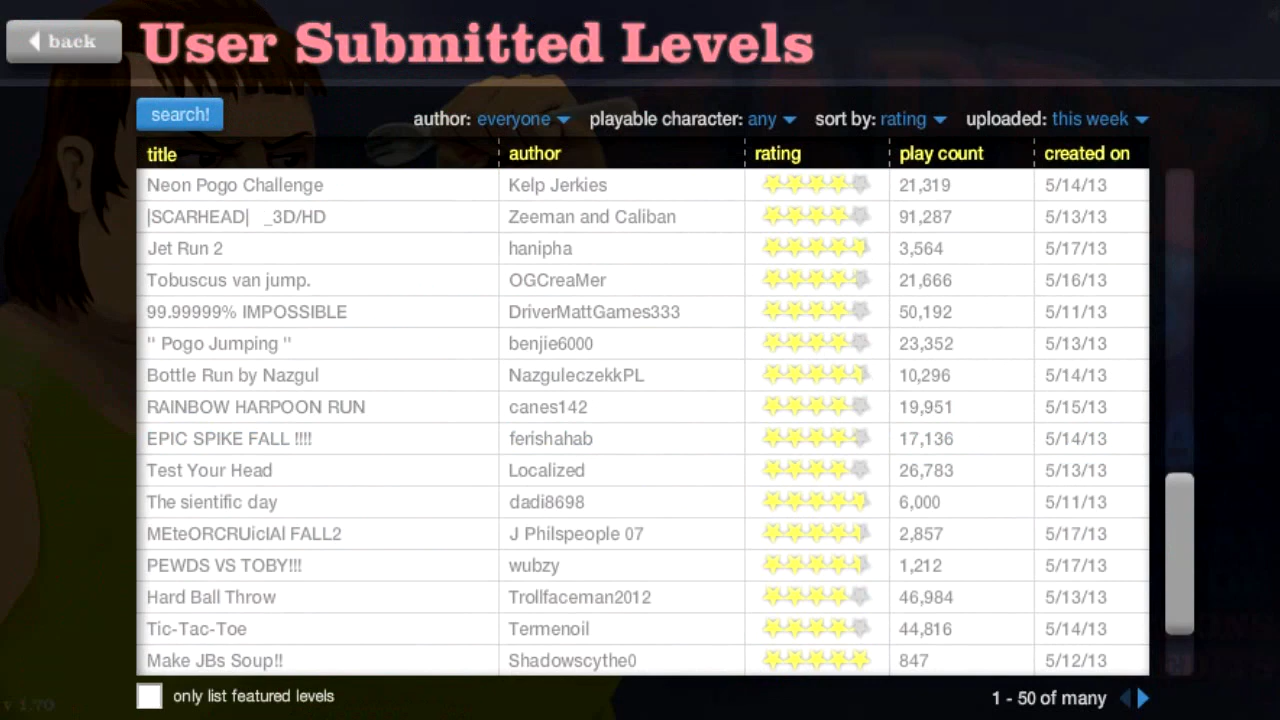 back
User Submitted Levels
search!
author: everyone playable character: any sort by: rating uploaded: this week
title author rating play count created on
Neon Pogo Challenge Kelp Jerkies 21,319 5/14/13
|SCARHEAD| _3D/HD Zeeman and Caliban 91,287 5/13/13
Jet Run 2 hanipha 3,564 5/17/13
Tobuscus van jump. OGCreaMer 21,666 5/16/13
99.99999% IMPOSSIBLE DriverMattGames333 50,192 5/11/13
'' Pogo Jumping '' benjie6000 23,352 5/13/13
Bottle Run by Nazgul NazguleczekkPL 10,296 5/14/13
RAINBOW HARPOON RUN canes142 19,951 5/15/13
EPIC SPIKE FALL !!!! ferishahab 17,136 5/14/13
Test Your Head Localized 26,783 5/13/13
The sientific day dadi8698 6,000 5/11/13
MEteORCRUicIAl FALL2 J Philspeople 07 2,857 5/17/13
PEWDS VS TOBY!!! wubzy 1,212 5/17/13
Hard Ball Throw Trollfaceman2012 46,984 5/13/13
Tic-Tac-Toe Termenoil 44,816 5/14/13
Make JBs Soup!! Shadowscythe0 847 5/12/13
only list featured levels 1 - 50 of many
v 1.70